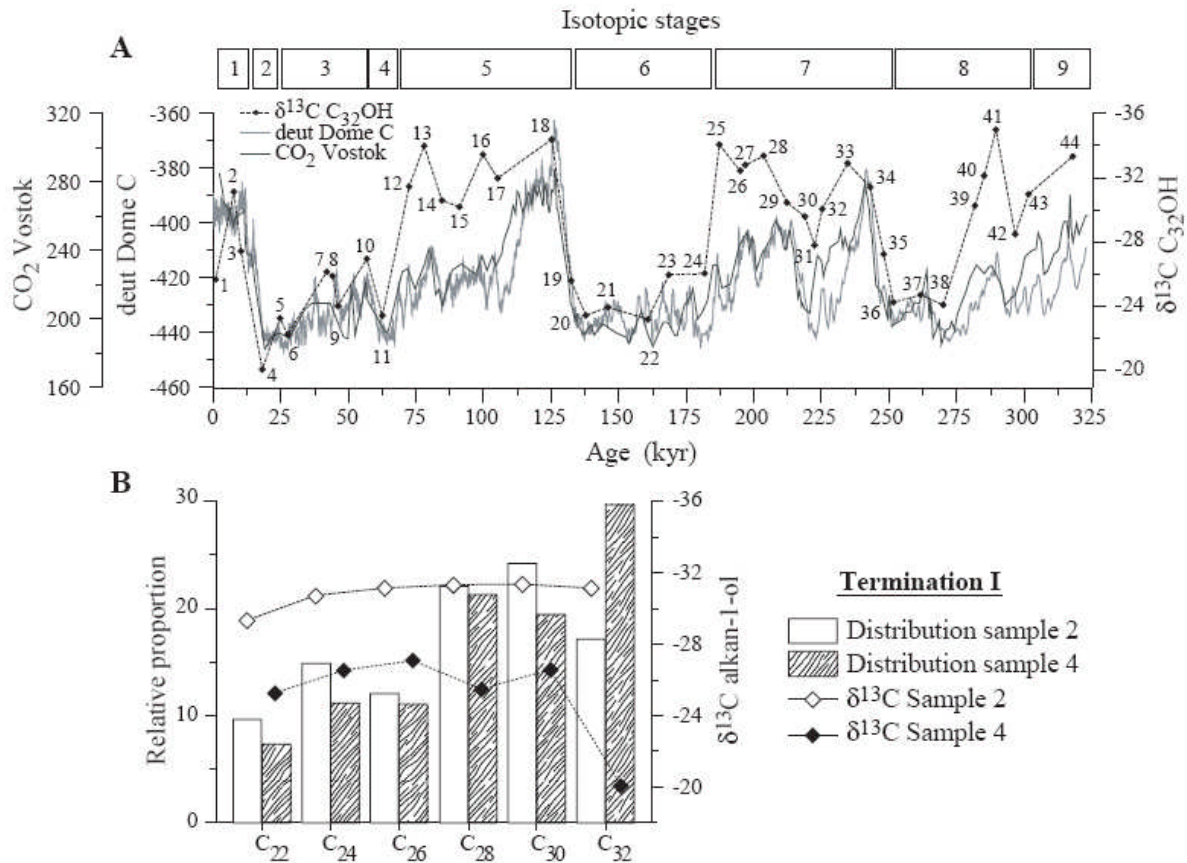 Isotopic stages
A
1 2 3 4 5 6 7 8 9
320 -360 -36
δ¹³C C₃₂OH
deut Dome C
CO₂ Vostok
280 -380 -32
-400
240 -420 -28
200 -440 -24
160 -460 -20
CO₂ Vostok
deut Dome C
δ¹³C C₃₂OH
1 2 3 4 5 6 7 8 9 10 11 12 13 14 15 16 17 18 19 20 21 22 23 24 25 26 27 28 29 30 31 32 33 34 35 36 37 38 39 40 41 42 43 44
0 25 50 75 100 125 150 175 200 225 250 275 300 325
Age (kyr)
B
30 -36
-32
20 -28
10 -24
0 -20
Relative proportion
δ¹³C alkan-1-ol
C₂₂ C₂₄ C₂₆ C₂₈ C₃₀ C₃₂
Termination I
Distribution sample 2
Distribution sample 4
δ¹³C Sample 2
δ¹³C Sample 4